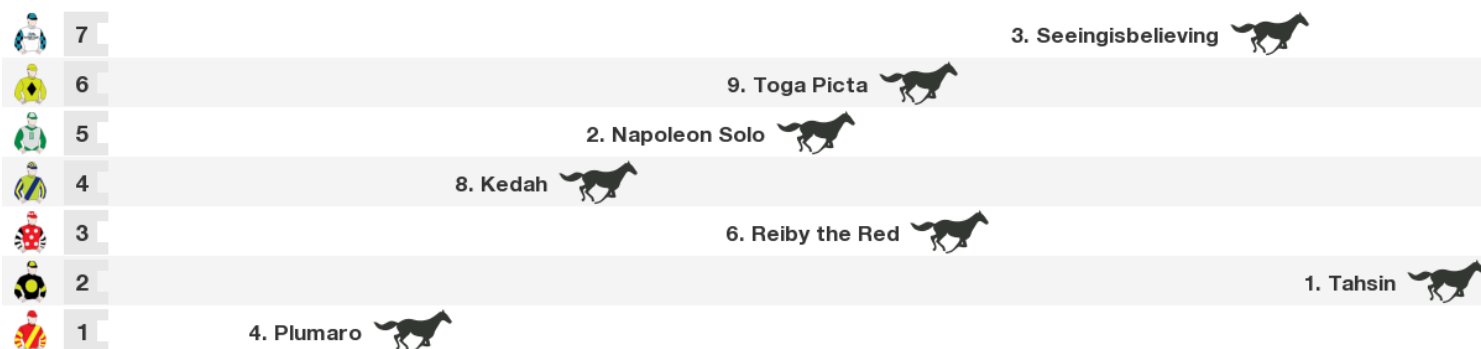 7 3. Seeingisbelieving
6 9. Toga Picta
5 2. Napoleon Solo
4 8. Kedah
3 6. Reiby the Red
2 1. Tahsin
1 4. Plumaro